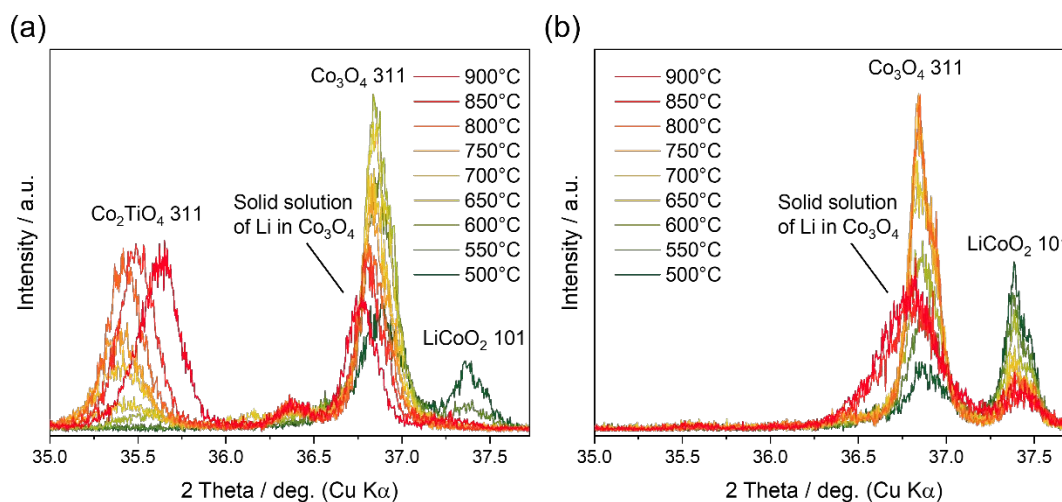 (a)
Intensity / a.u.
Co₂TiO₄ 311
Solid solution
of Li in Co₃O₄
Co₃O₄ 311
LiCoO₂ 101
900°C
850°C
800°C
750°C
700°C
650°C
600°C
550°C
500°C
35.0 35.5 36.0 36.5 37.0 37.5
2 Theta / deg. (Cu Kα)
(b)
Intensity / a.u.
900°C
850°C
800°C
750°C
700°C
650°C
600°C
550°C
500°C
Co₃O₄ 311
Solid solution
of Li in Co₃O₄
LiCoO₂ 101
35.0 35.5 36.0 36.5 37.0 37.5
2 Theta / deg. (Cu Kα)